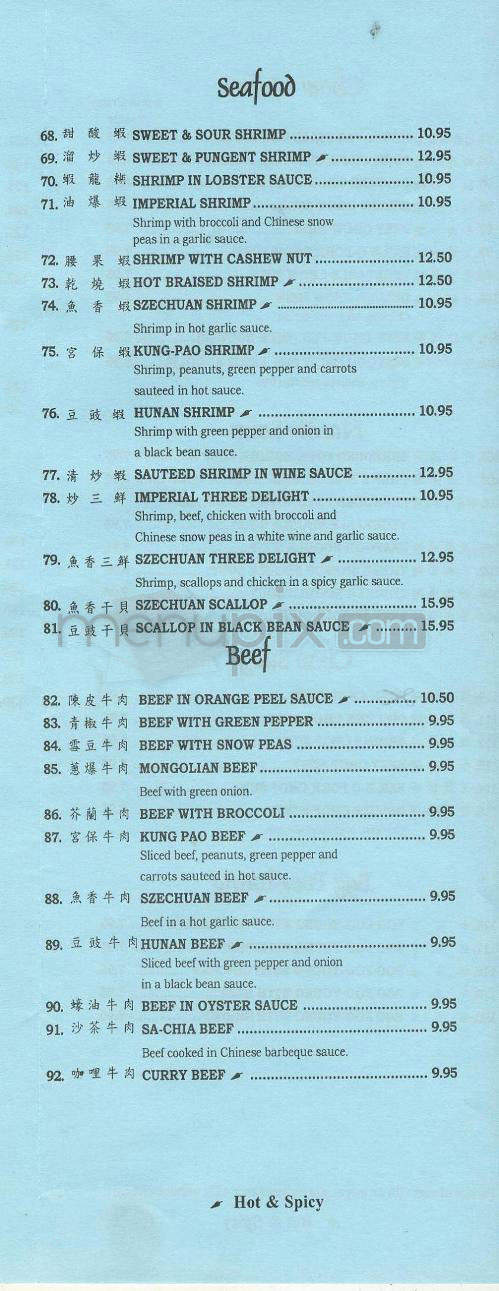 Seafood
68. 甜 酸 蝦 SWEET & SOUR SHRIMP 10.95
69. 溜 炒 蝦 SWEET & PUNGENT SHRIMP 12.95
70. 蝦 龍 糊 SHRIMP IN LOBSTER SAUCE 10.95
71. 油 爆 蝦 IMPERIAL SHRIMP 10.95
Shrimp with broccoli and Chinese snow
peas in a garlic sauce.
72. 腰 果 蝦 SHRIMP WITH CASHEW NUT 12.50
73. 乾 燒 蝦 HOT BRAISED SHRIMP 12.50
74. 魚 香 蝦 SZECHUAN SHRIMP 10.95
Shrimp in hot garlic sauce.
75. 宮 保 蝦 KUNG-PAO SHRIMP 10.95
Shrimp, peanuts, green pepper and carrots
sauteed in hot sauce.
76. 豆 豉 蝦 HUNAN SHRIMP 10.95
Shrimp with green pepper and onion in
a black bean sauce.
77. 清 炒 蝦 SAUTEED SHRIMP IN WINE SAUCE 12.95
78. 炒 三 鮮 IMPERIAL THREE DELIGHT 10.95
Shrimp, beef, chicken with broccoli and
Chinese snow peas in a white wine and garlic sauce.
79. 魚香三鮮 SZECHUAN THREE DELIGHT 12.95
Shrimp, scallops and chicken in a spicy garlic sauce.
80. 魚香干貝 SZECHUAN SCALLOP 15.95
81. 豆豉干貝 SCALLOP IN BLACK BEAN SAUCE 15.95
menupix.com
Beef
82. 陳皮牛肉 BEEF IN ORANGE PEEL SAUCE 10.50
83. 青椒牛肉 BEEF WITH GREEN PEPPER 9.95
84. 雪豆牛肉 BEEF WITH SNOW PEAS 9.95
85. 蔥爆牛肉 MONGOLIAN BEEF 9.95
Beef with green onion.
86. 芥蘭牛肉 BEEF WITH BROCCOLI 9.95
87. 宮保牛肉 KUNG PAO BEEF 9.95
Sliced beef, peanuts, green pepper and
carrots sauteed in hot sauce.
88. 魚香牛肉 SZECHUAN BEEF 9.95
Beef in a hot garlic sauce.
89. 豆豉牛肉 HUNAN BEEF 9.95
Sliced beef with green pepper and onion
in a black bean sauce.
90. 蠔油牛肉 BEEF IN OYSTER SAUCE 9.95
91. 沙茶牛肉 SA-CHIA BEEF 9.95
Beef cooked in Chinese barbeque sauce.
92. 咖哩牛肉 CURRY BEEF 9.95
Hot & Spicy